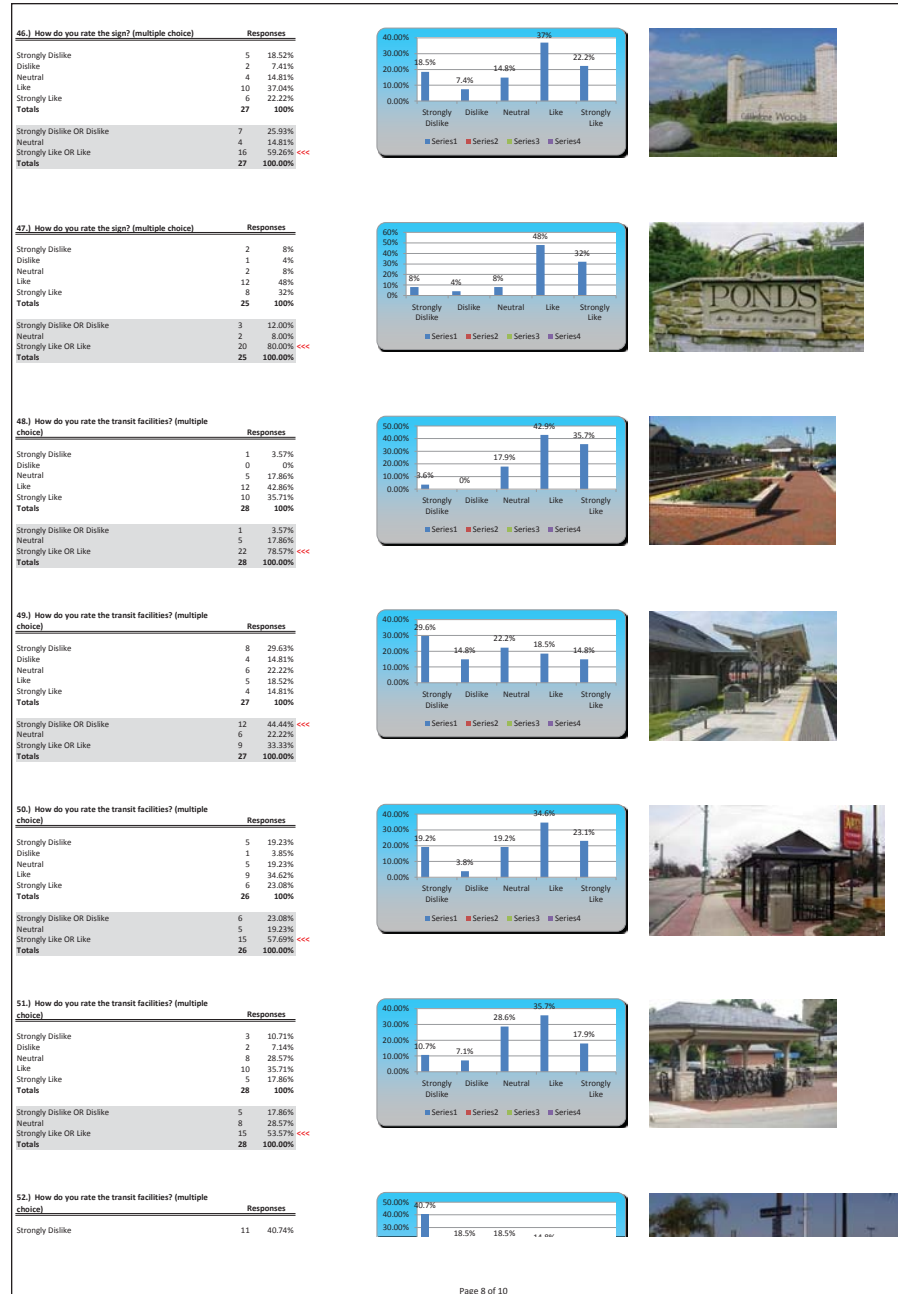 46.) How do you rate the sign? (multiple choice) Responses
Strongly Dislike 5 18.52%
Dislike 2 7.41%
Neutral 4 14.81%
Like 10 37.04%
Strongly Like 6 22.22%
Totals 27 100%
Strongly Dislike OR Dislike 7 25.93%
Neutral 4 14.81%
Strongly Like OR Like 16 59.26% <<<
Totals 27 100.00%
40.00%
30.00%
20.00%
10.00%
0.00%
18.5% 7.4% 14.8% 37% 22.2%
Strongly Dislike Neutral Like Strongly
Dislike Like
Series1 Series2 Series3 Series4
Woods
47.) How do you rate the sign? (multiple choice) Responses
Strongly Dislike 2 8%
Dislike 1 4%
Neutral 2 8%
Like 12 48%
Strongly Like 8 32%
Totals 25 100%
Strongly Dislike OR Dislike 3 12.00%
Neutral 2 8.00%
Strongly Like OR Like 20 80.00% <<<
Totals 25 100.00%
60%
50%
40%
30%
20%
10%
0%
8% 4% 8% 48% 32%
Strongly Dislike Neutral Like Strongly
Dislike Like
Series1 Series2 Series3 Series4
THE
PONDS
48.) How do you rate the transit facilities? (multiple
choice) Responses
Strongly Dislike 1 3.57%
Dislike 0 0%
Neutral 5 17.86%
Like 12 42.86%
Strongly Like 10 35.71%
Totals 28 100%
Strongly Dislike OR Dislike 1 3.57%
Neutral 5 17.86%
Strongly Like OR Like 22 78.57% <<<
Totals 28 100.00%
50.00%
40.00%
30.00%
20.00%
10.00%
0.00%
3.6% 0% 17.9% 42.9% 35.7%
Strongly Dislike Neutral Like Strongly
Dislike Like
Series1 Series2 Series3 Series4
49.) How do you rate the transit facilities? (multiple
choice) Responses
Strongly Dislike 8 29.63%
Dislike 4 14.81%
Neutral 6 22.22%
Like 5 18.52%
Strongly Like 4 14.81%
Totals 27 100%
Strongly Dislike OR Dislike 12 44.44% <<<
Neutral 6 22.22%
Strongly Like OR Like 9 33.33%
Totals 27 100.00%
40.00%
30.00%
20.00%
10.00%
0.00%
29.6% 14.8% 22.2% 18.5% 14.8%
Strongly Dislike Neutral Like Strongly
Dislike Like
Series1 Series2 Series3 Series4
50.) How do you rate the transit facilities? (multiple
choice) Responses
Strongly Dislike 5 19.23%
Dislike 1 3.85%
Neutral 5 19.23%
Like 9 34.62%
Strongly Like 6 23.08%
Totals 26 100%
Strongly Dislike OR Dislike 6 23.08%
Neutral 5 19.23%
Strongly Like OR Like 15 57.69% <<<
Totals 26 100.00%
40.00%
30.00%
20.00%
10.00%
0.00%
19.2% 3.8% 19.2% 34.6% 23.1%
Strongly Dislike Neutral Like Strongly
Dislike Like
Series1 Series2 Series3 Series4
51.) How do you rate the transit facilities? (multiple
choice) Responses
Strongly Dislike 3 10.71%
Dislike 2 7.14%
Neutral 8 28.57%
Like 10 35.71%
Strongly Like 5 17.86%
Totals 28 100%
Strongly Dislike OR Dislike 5 17.86%
Neutral 8 28.57%
Strongly Like OR Like 15 53.57% <<<
Totals 28 100.00%
40.00%
30.00%
20.00%
10.00%
0.00%
10.7% 7.1% 28.6% 35.7% 17.9%
Strongly Dislike Neutral Like Strongly
Dislike Like
Series1 Series2 Series3 Series4
52.) How do you rate the transit facilities? (multiple
choice) Responses
Strongly Dislike 11 40.74%
50.00%
40.00%
30.00%
40.7% 18.5% 18.5% 14.8%
Page 8 of 10